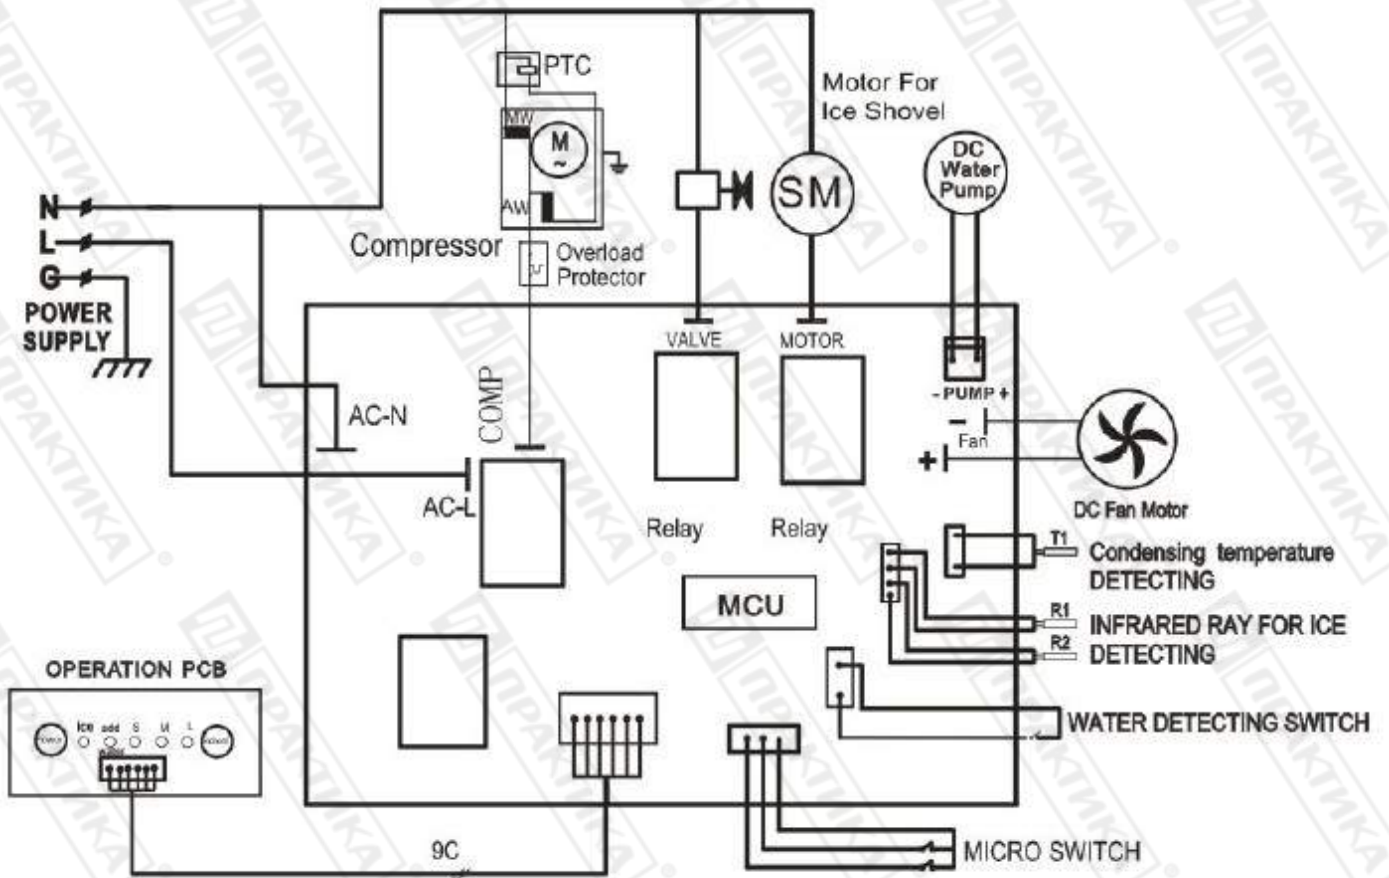 PTC
Motor For
Ice Shovel
MW
M
~
DC
Water
Pump
SM
N
L
G
AW
Compressor
Overload
Protector
POWER
SUPPLY
VALVE
MOTOR
COMP
AC-N
- PUMP +
-
Fan
+
AC-L
DC Fan Motor
Relay
Relay
T1
Condensing temperature
DETECTING
MCU
R1
INFRARED RAY FOR ICE
R2
DETECTING
OPERATION PCB
Ice add S M L
WATER DETECTING SWITCH
9C
MICRO SWITCH
ПРАКТИКА ®